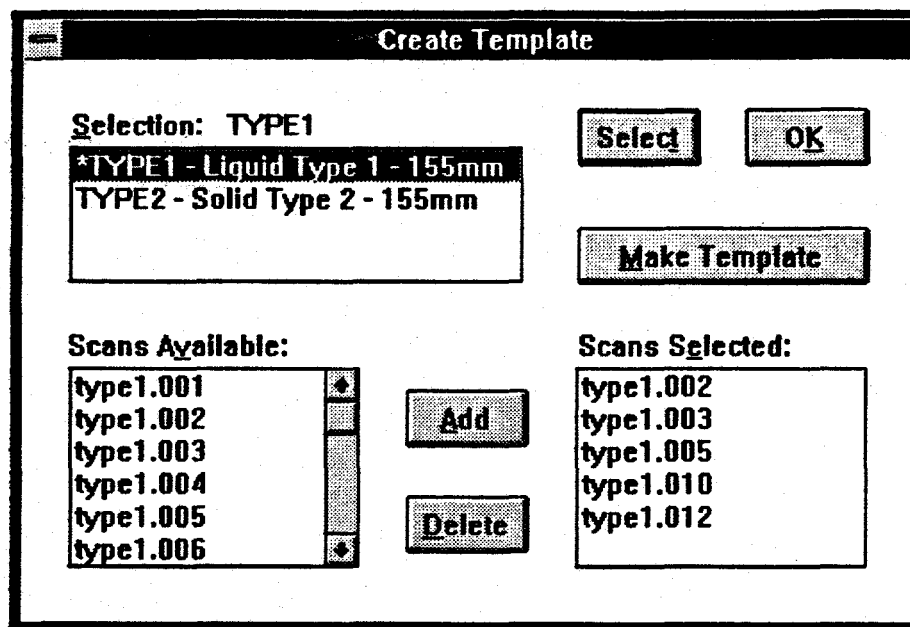 Create Template
Selection: TYPE1
Select
OK
*TYPE1 - Liquid Type 1 - 155mm
TYPE2 - Solid Type 2 - 155mm
Make Template
Scans Available:
type1.001
type1.002
type1.003
type1.004
type1.005
type1.006
Add
Delete
Scans Selected:
type1.002
type1.003
type1.005
type1.010
type1.012